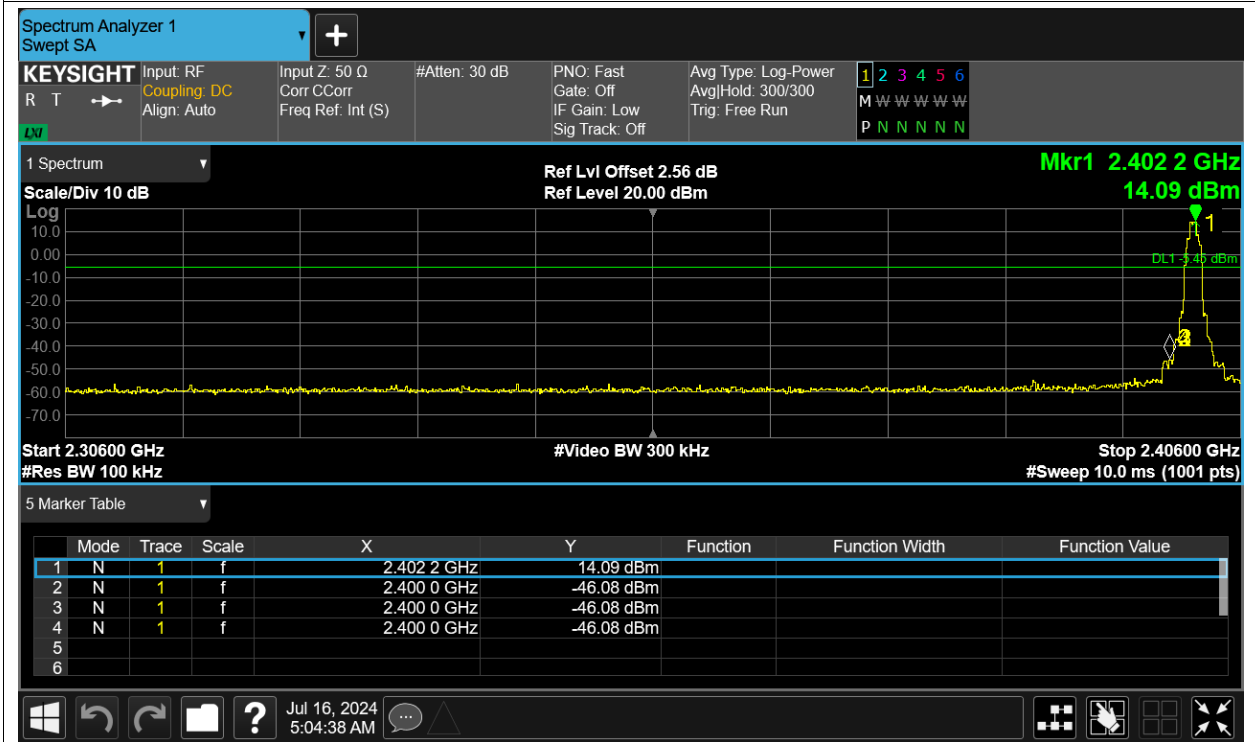 Spectrum Analyzer 1
Swept SA
KEYSIGHT
R T
LXI
Input: RF
Coupling: DC
Align: Auto
Input Z: 50 Ω
Corr CCorr
Freq Ref: Int (S)
#Atten: 30 dB
PNO: Fast
Gate: Off
IF Gain: Low
Sig Track: Off
Avg Type: Log-Power
Avg|Hold: 300/300
Trig: Free Run
1 2 3 4 5 6
M W W W W W
P N N N N N
1 Spectrum
Scale/Div 10 dB
Ref Lvl Offset 2.56 dB
Ref Level 20.00 dBm
Mkr1 2.402 2 GHz
14.09 dBm
Log
10.0
0.00
-10.0
-20.0
-30.0
-40.0
-50.0
-60.0
-70.0
1
DL1 -5.45 dBm
Start 2.30600 GHz
#Res BW 100 kHz
#Video BW 300 kHz
Stop 2.40600 GHz
#Sweep 10.0 ms (1001 pts)
5 Marker Table
Mode Trace Scale X Y Function Function Width Function Value
1 N 1 f 2.402 2 GHz 14.09 dBm
2 N 1 f 2.400 0 GHz -46.08 dBm
3 N 1 f 2.400 0 GHz -46.08 dBm
4 N 1 f 2.400 0 GHz -46.08 dBm
5
6
?
Jul 16, 2024
5:04:38 AM